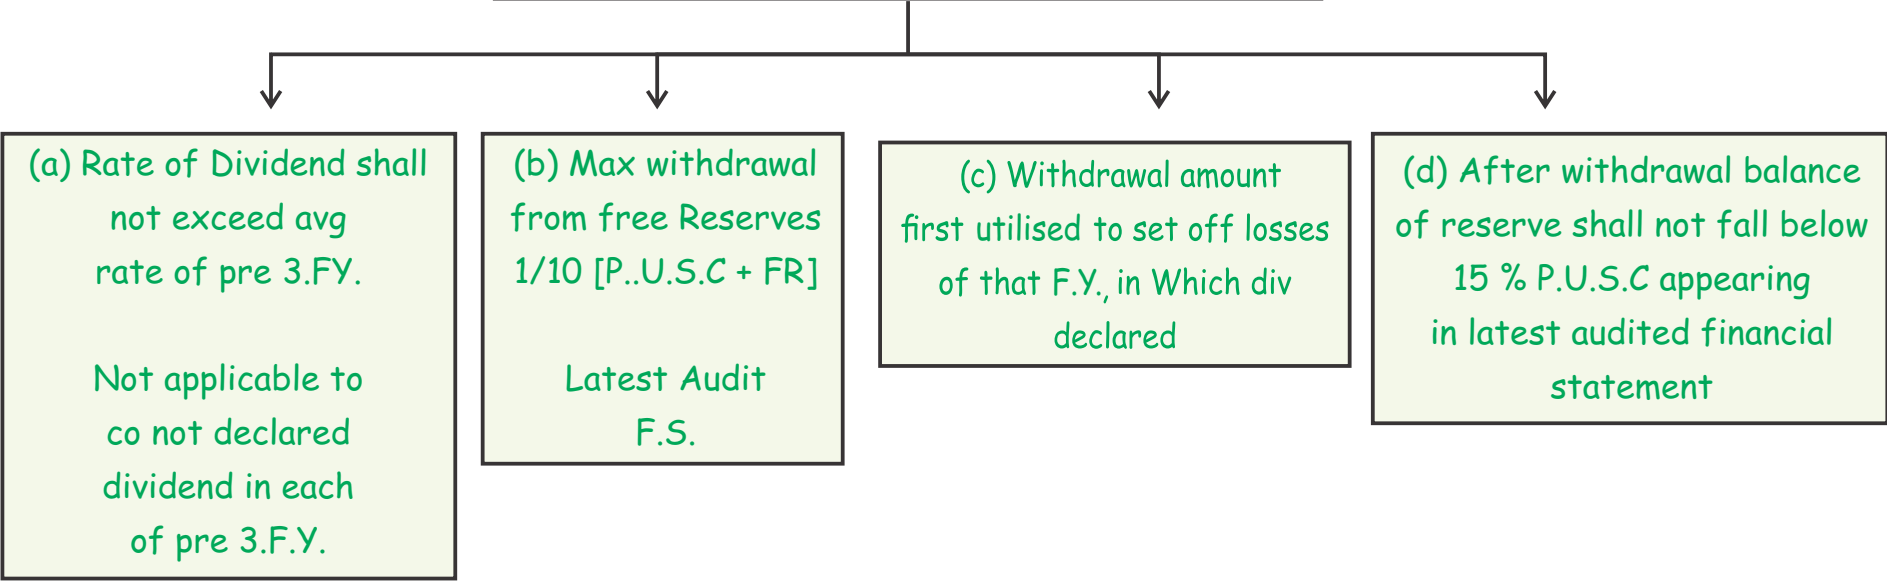 (a) Rate of Dividend shall
not exceed avg
rate of pre 3.FY.
Not applicable to
co not declared
dividend in each
of pre 3.F.Y.
(b) Max withdrawal
from free Reserves
1/10 [P..U.S.C + FR]
Latest Audit
F.S.
(c) Withdrawal amount
first utilised to set off losses
of that F.Y., in Which div
declared
(d) After withdrawal balance
of reserve shall not fall below
15 % P.U.S.C appearing
in latest audited financial
statement